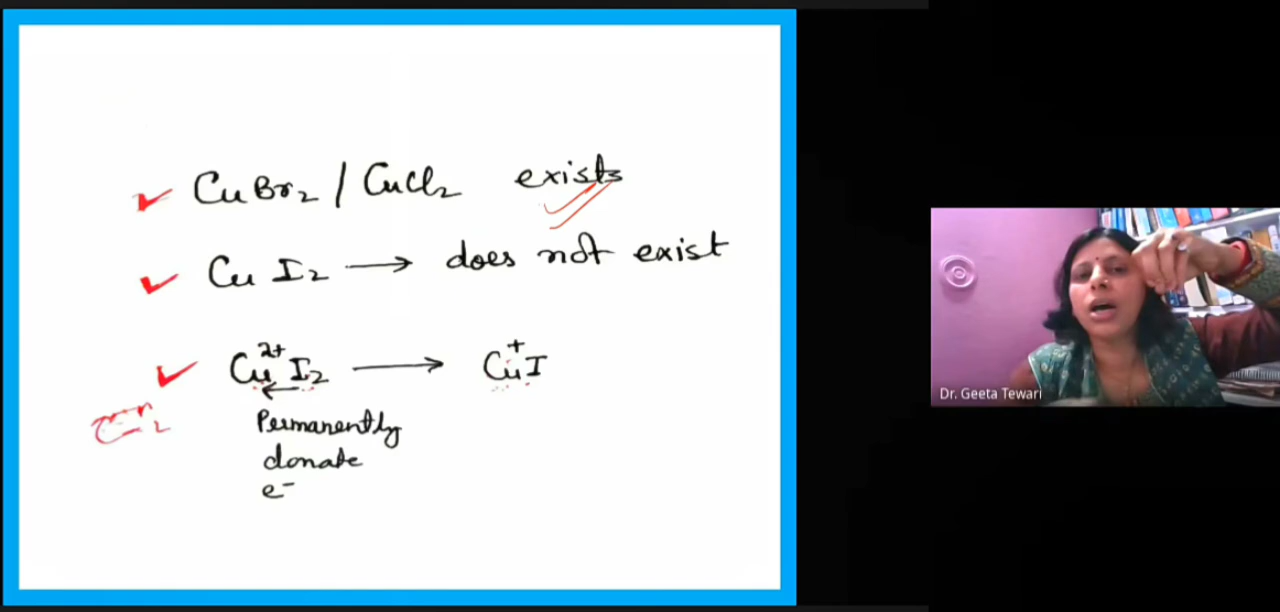 CuBr₂ / CuCl₂ exists
CuI₂ → does not exist
Cu²⁺I₂ → Cu⁺I
Permanently
donate
e⁻
Dr. Geeta Tewari